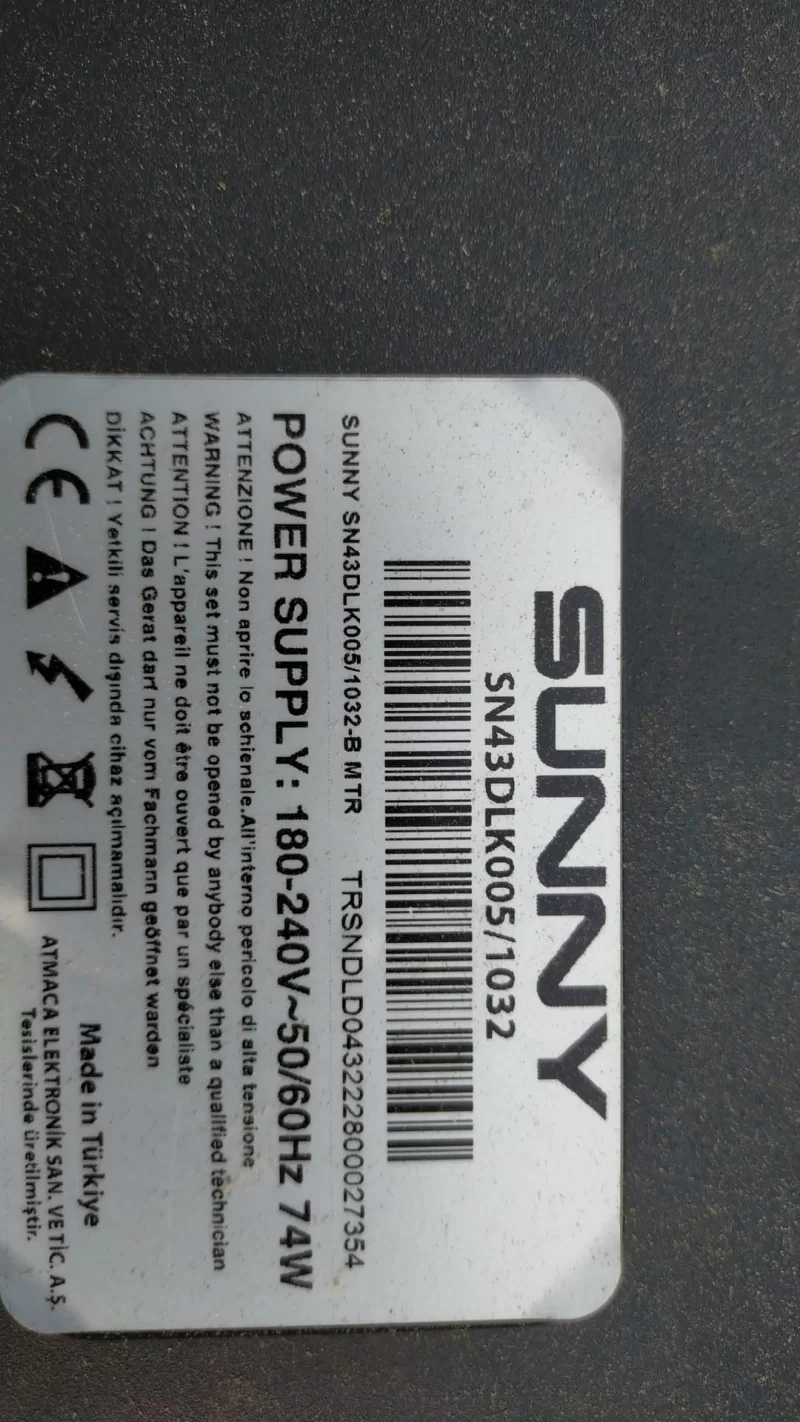 SUNNY
SN43DLK005/1032
SUNNY SN43DLK005/1032-B MTR TRSNDLD043222800027354
POWER SUPPLY: 180-240V~50/60Hz 74W
ATTENZIONE ! Non aprire lo schienale.All'interno pericolo di alta tensione
WARNING ! This set must not be opened by anybody else than a qualified technician
ATTENTION ! L'appareil ne doit être ouvert que par un spécialiste
ACHTUNG ! Das Gerat darf nur vom Fachmann geöffnet warden
DİKKAT ! Yetkili servis dışında cihaz açılmamalıdır.
CE
Made in Türkiye
ATMACA ELEKTRONİK SAN. VE TİC. A.Ş.
Tesislerinde üretilmiştir.